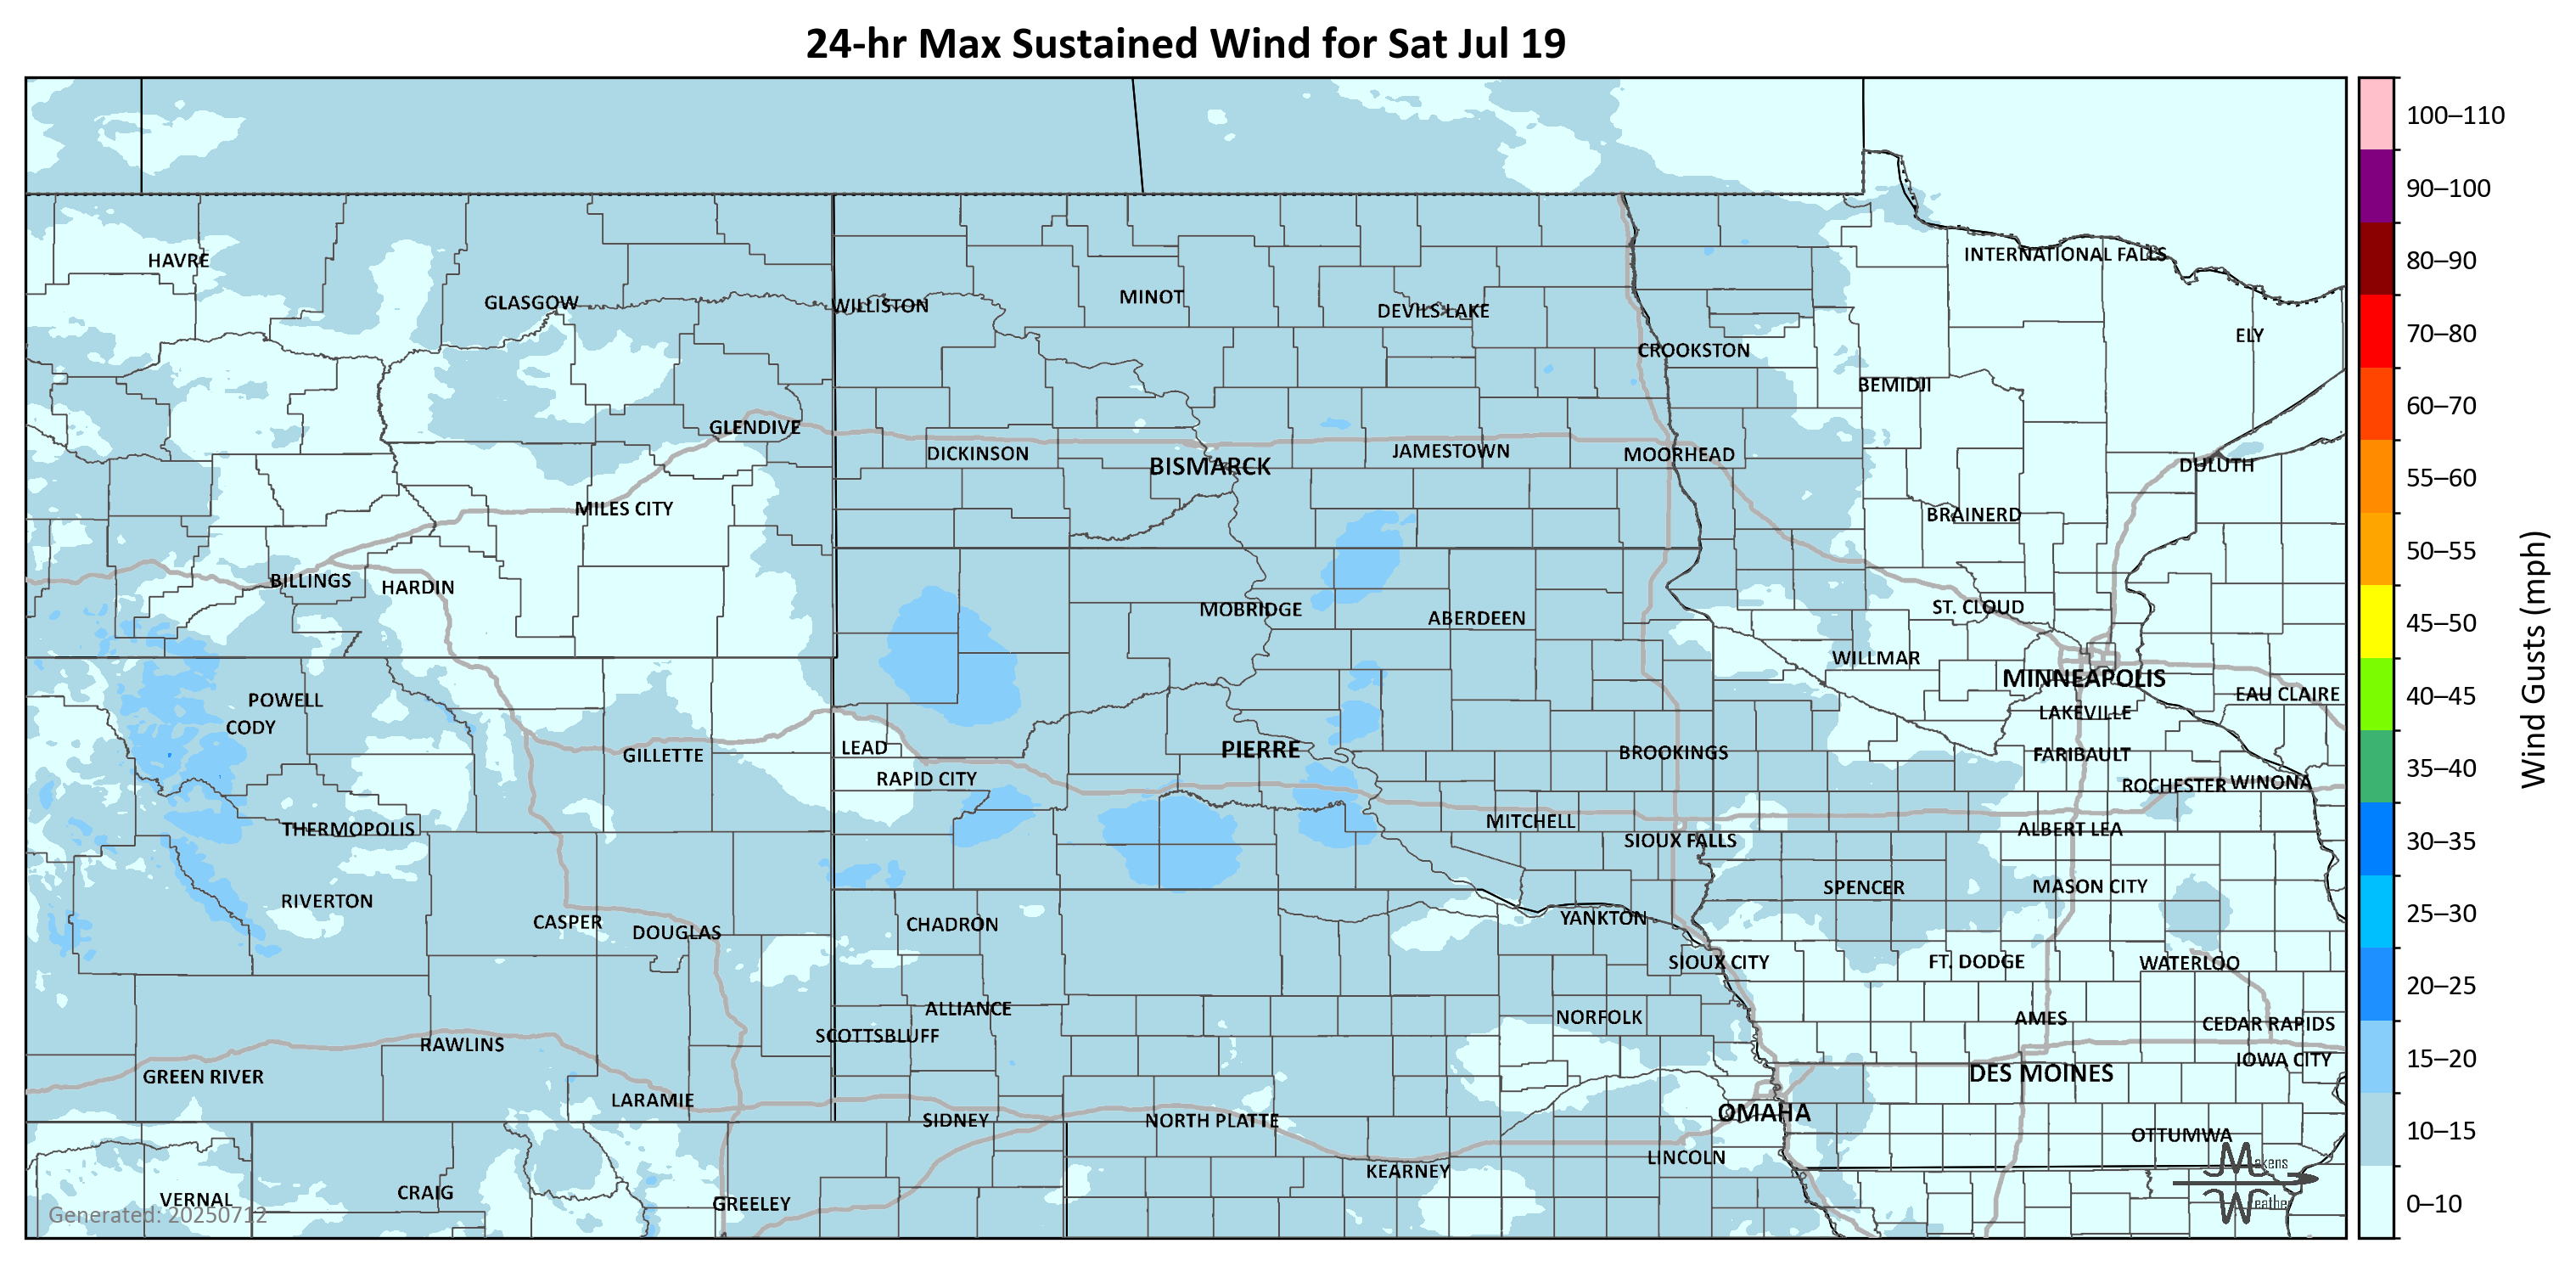 24-hr Max Sustained Wind for Sat Jul 19
100–110
90–100
80–90
70–80
60–70
55–60
50–55
45–50
40–45
35–40
30–35
25–30
20–25
15–20
10–15
0–10
Wind Gusts (mph)
HAVRE
INTERNATIONAL FALLS
GLASGOW
WILLISTON
MINOT
DEVILS LAKE
ELY
CROOKSTON
BEMIDJI
GLENDIVE
DICKINSON
BISMARCK
JAMESTOWN
MOORHEAD
DULUTH
MILES CITY
BRAINERD
BILLINGS
HARDIN
MOBRIDGE
ABERDEEN
ST. CLOUD
WILLMAR
MINNEAPOLIS
EAU CLAIRE
POWELL
CODY
LAKEVILLE
GILLETTE
LEAD
PIERRE
BROOKINGS
FARIBAULT
RAPID CITY
ROCHESTER
WINONA
THERMOPOLIS
MITCHELL
SIOUX FALLS
ALBERT LEA
RIVERTON
SPENCER
MASON CITY
CASPER
DOUGLAS
CHADRON
YANKTON
SIOUX CITY
FT. DODGE
WATERLOO
ALLIANCE
NORFOLK
AMES
CEDAR RAPIDS
SCOTTSBLUFF
RAWLINS
IOWA CITY
GREEN RIVER
DES MOINES
LARAMIE
SIDNEY
NORTH PLATTE
OMAHA
OTTUMWA
KEARNEY
LINCOLN
VERNAL
CRAIG
GREELEY
Makens
Weather
Generated: 20250712